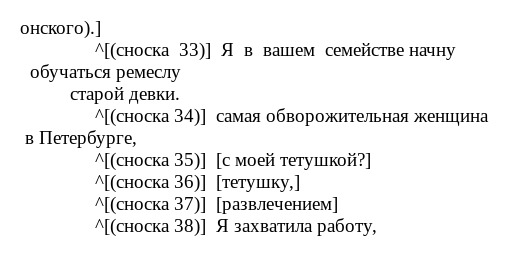 онского).]
^[(сноска 33)] Я в вашем семействе начну
обучаться ремеслу
старой девки.
^[(сноска 34)] самая обворожительная женщина
в Петербурге,
^[(сноска 35)] [с моей тетушкой?]
^[(сноска 36)] [тетушку,]
^[(сноска 37)] [развлечением]
^[(сноска 38)] Я захватила работу,